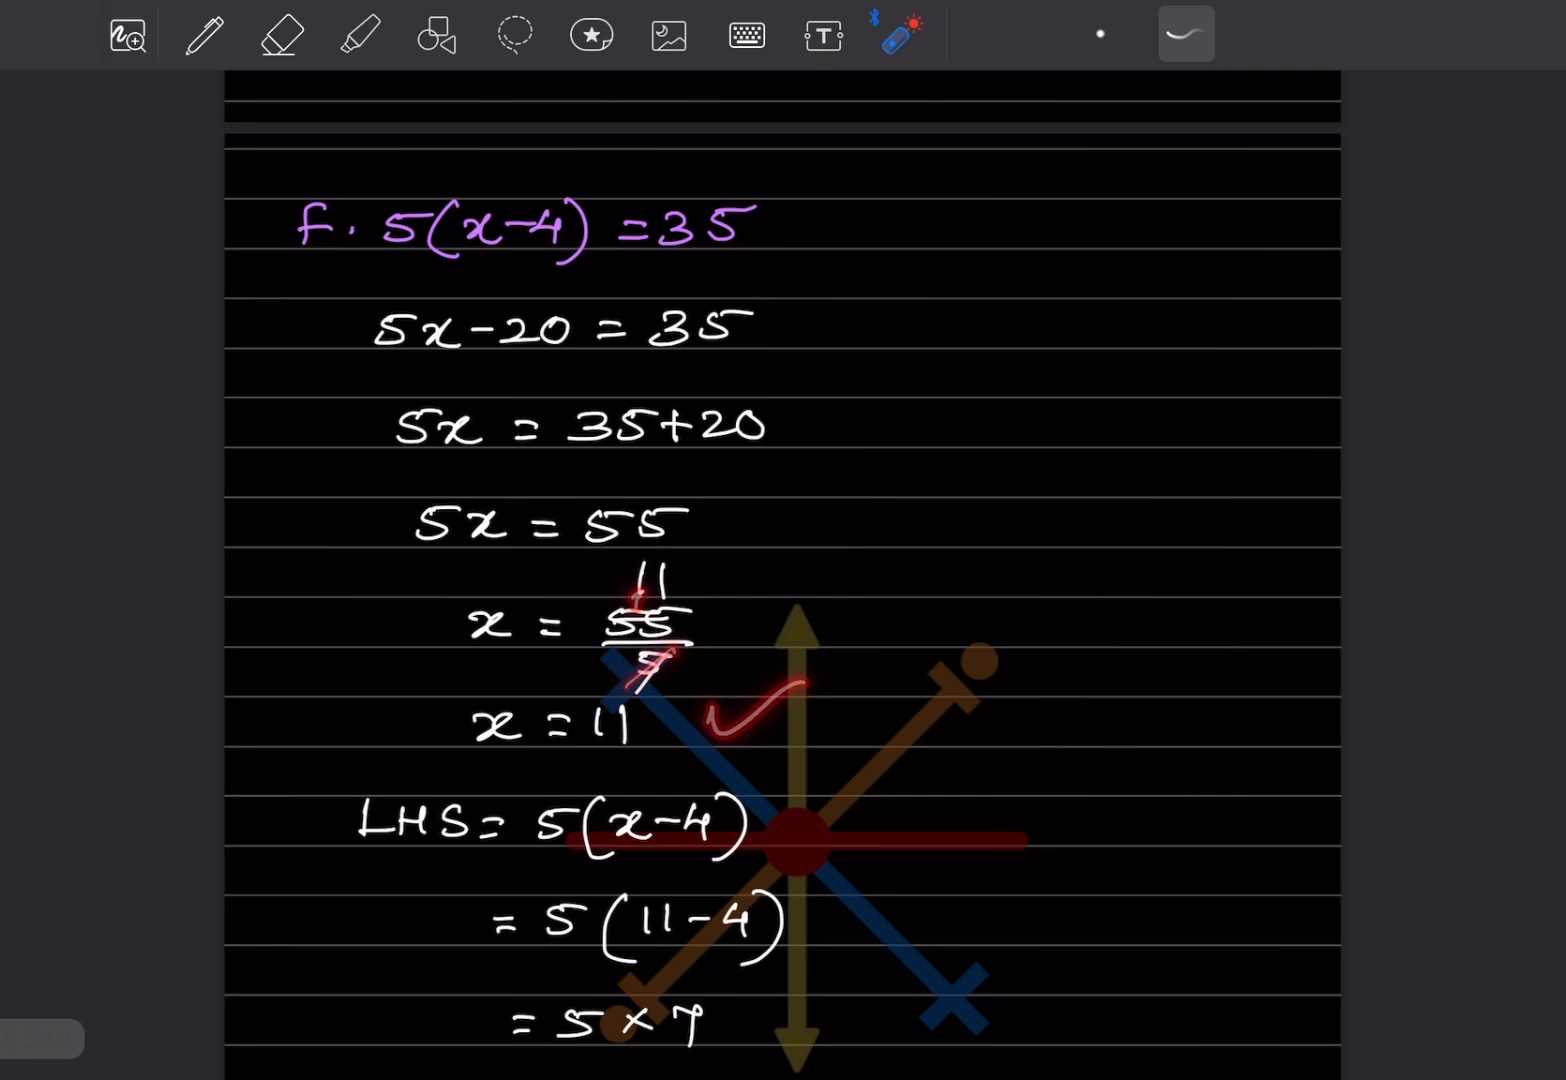 f. 5(x-4) = 35
5x - 20 = 35
5x = 35+20
5x = 55
11
x = 55/5
x = 11
LHS = 5(x-4)
= 5(11-4)
= 5 × 7